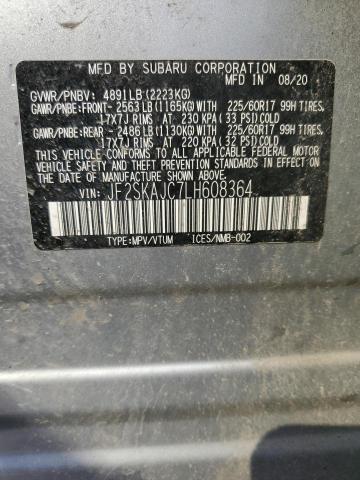 MFD BY SUBARU CORPORATION
MADE IN JAPAN 08/20
GVWR/PNBV: 4891LB (2223KG)
GAWR/PNBE:FRONT- 2563LB(1165KG)WITH 225/60R17 99H TIRES,
17X7J RIMS AT 230 KPA(33 PSI)COLD
GAWR/PNBE:REAR -2486LB(1130KG)WITH 225/60R17 99H TIRES,
17X7J RIMS AT 220 KPA(32 PSI)COLD
THIS VEHICLE CONFORMS TO ALL APPLICABLE FEDERAL MOTOR
VEHICLE SAFETY, BUMPER AND THEFT PREVENTION STANDARDS
IN EFFECT ON THE DATE OF MANUFACTURE
SHOWN ABOVE.
VIN: JF2SKAJC7LH608364
TYPE:MPV/VTUM ICES/NMB-002